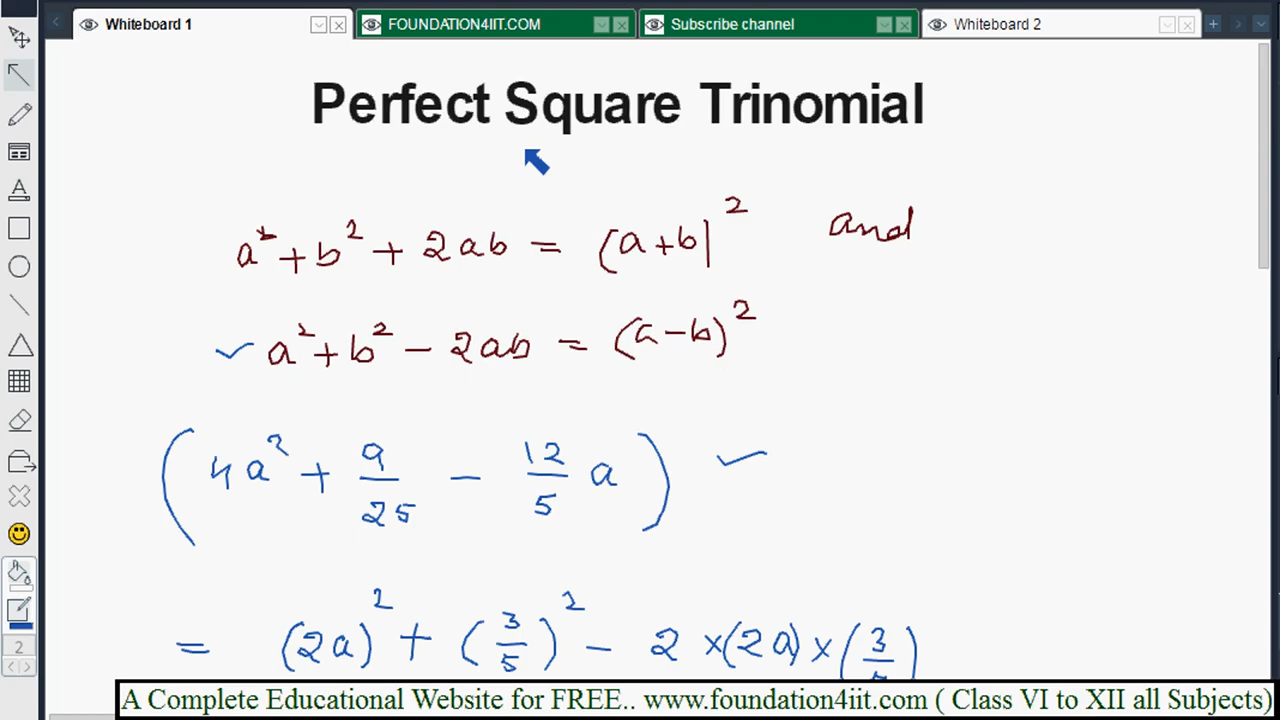 Whiteboard 1 FOUNDATION4IIT.COM Subscribe channel Whiteboard 2
Perfect Square Trinomial
a² + b² + 2ab = (a+b)² and
✓ a² + b² - 2ab = (a-b)²
(4a² + 9/25 - 12/5 a) ✓
= (2a)² + (3/5)² - 2 × (2a) × (3/5)
2
A Complete Educational Website for FREE.. www.foundation4iit.com ( Class VI to XII all Subjects)